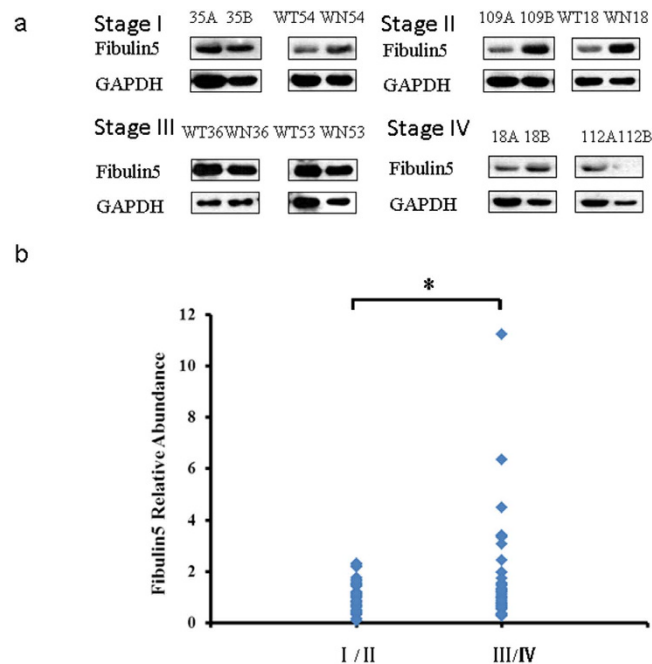 a
Stage I 35A 35B WT54 WN54 Stage II 109A 109B WT18 WN18
Fibulin5 Fibulin5
GAPDH GAPDH
Stage III WT36 WN36 WT53 WN53 Stage IV
18A 18B 112A 112B
Fibulin5 Fibulin5
GAPDH GAPDH
b
*
12
10
8
6
4
2
0
Fibulin5 Relative Abundance
I / II III/IV